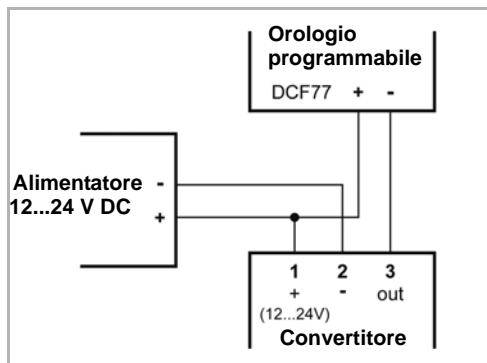 Orologio
programmabile
DCF77 + -
Alimentatore -
12...24 V DC
+
1 2 3
+ - out
(12...24V)
Convertitore